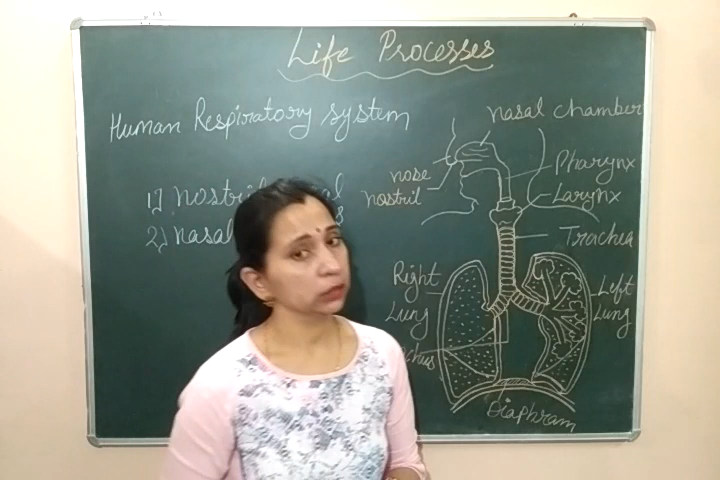 Life Processes
Human Respiratory system
nasal chamber
nose
nostril
Pharynx
Larynx
Trachea
1) nostril
2) nasal
Right
Lung
Left
Lung
Diaphram